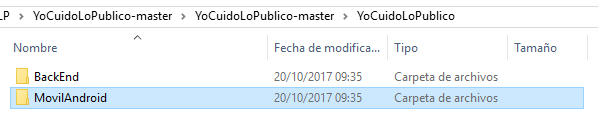 LP > YoCuidoLoPublico-master > YoCuidoLoPublico-master > YoCuidoLoPublico
Nombre Fecha de modifica... Tipo Tamaño
BackEnd 20/10/2017 09:35 Carpeta de archivos
MovilAndroid 20/10/2017 09:35 Carpeta de archivos